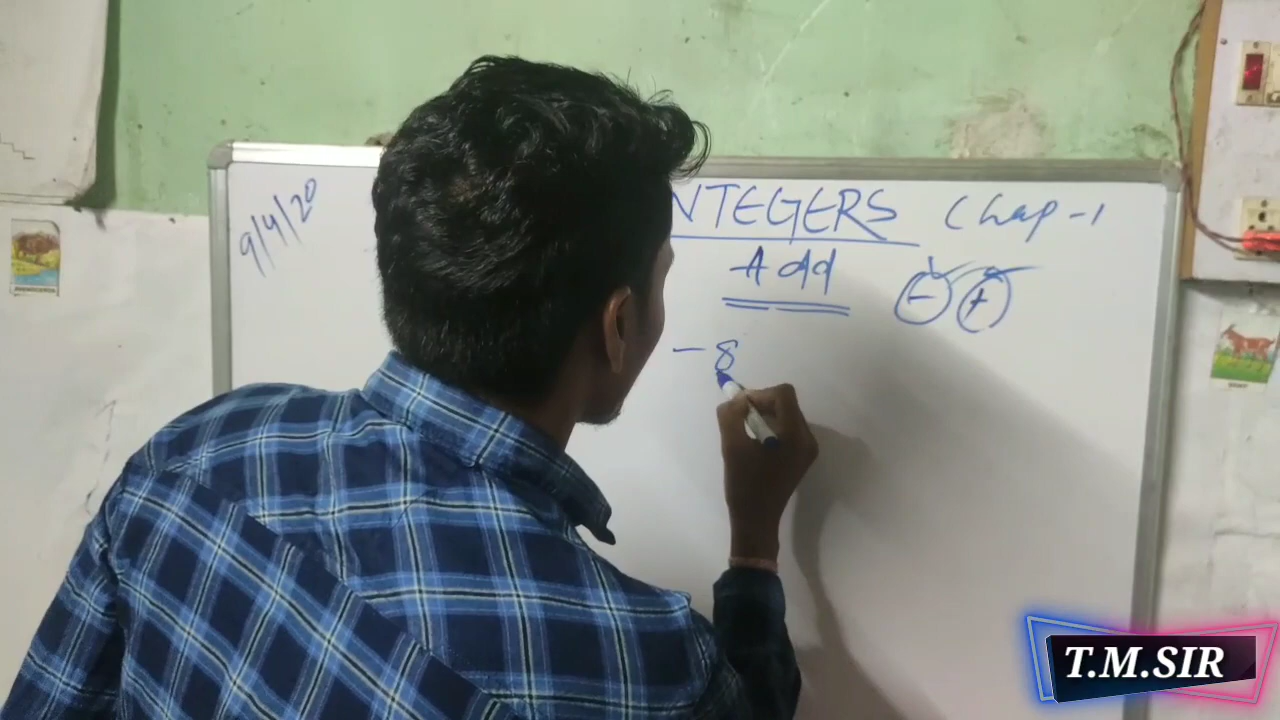 9/4/20
NTEGERS Chap-1
Add
- +
-8
T.M.SIR